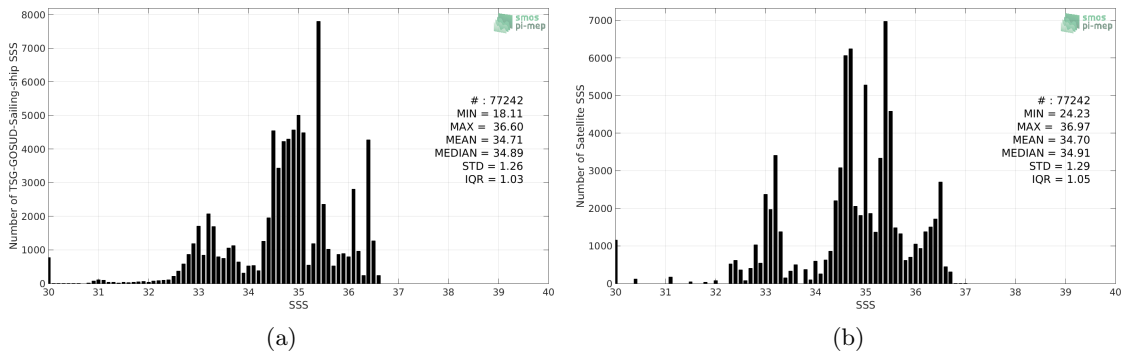 8000
7000
6000
5000
4000
3000
2000
1000
0
Number of TSG-GOSUD-Sailing-ship SSS
smos
pi-mep
# : 77242
MIN = 18.11
MAX = 36.60
MEAN = 34.71
MEDIAN = 34.89
STD = 1.26
IQR = 1.03
30 31 32 33 34 35 36 37 38 39 40
SSS
(a)
7000
6000
5000
4000
3000
2000
1000
0
Number of Satellite SSS
smos
pi-mep
# : 77242
MIN = 24.23
MAX = 36.97
MEAN = 34.70
MEDIAN = 34.91
STD = 1.29
IQR = 1.05
30 31 32 33 34 35 36 37 38 39 40
SSS
(b)